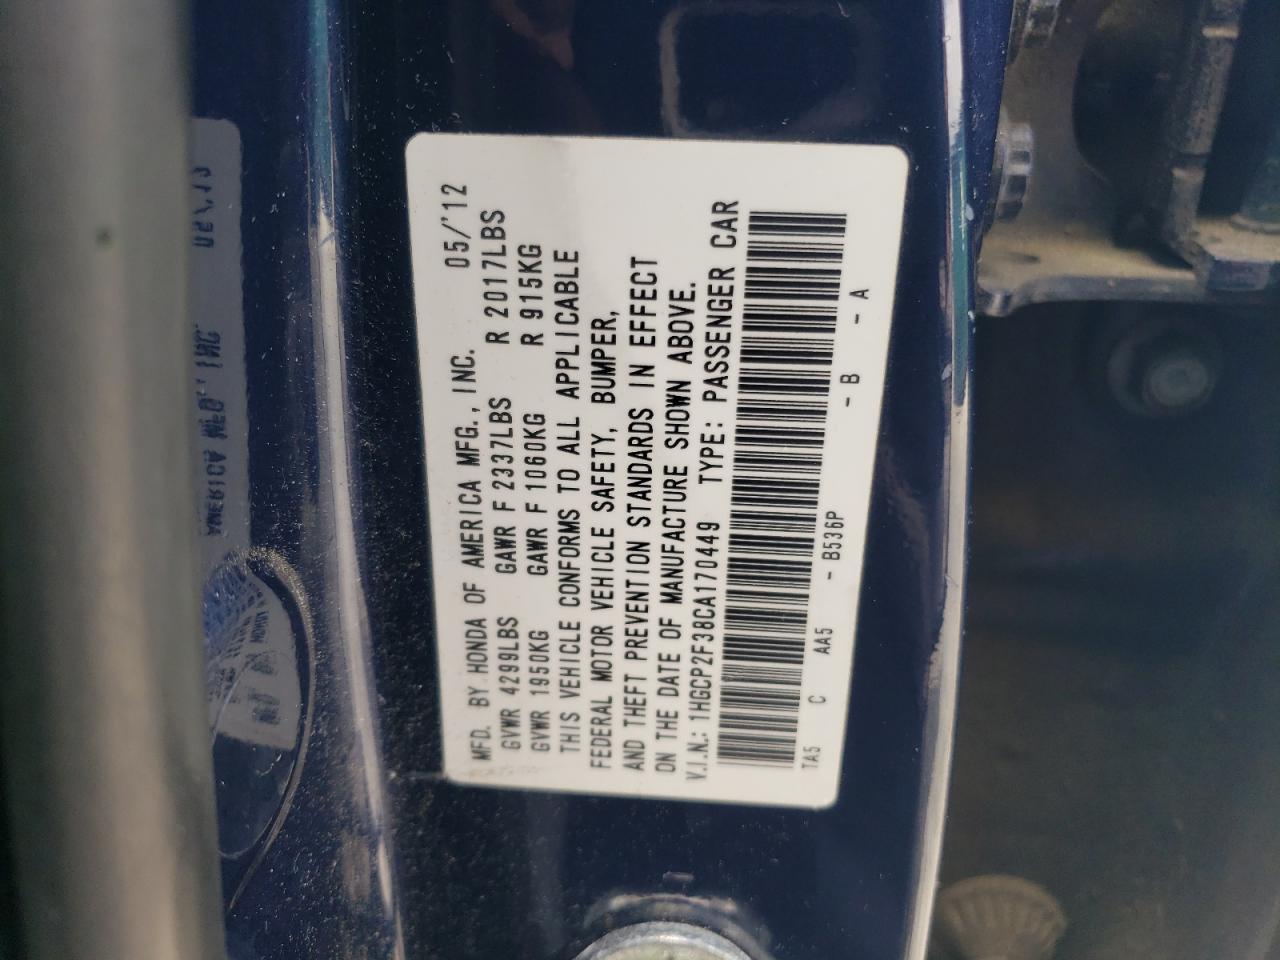 MFD. BY HONDA OF AMERICA MFG., INC. 05/'12
GVWR 4299LBS GAWR F 2337LBS R 2017LBS
GVWR 1950KG GAWR F 1060KG R 915KG
THIS VEHICLE CONFORMS TO ALL APPLICABLE
FEDERAL MOTOR VEHICLE SAFETY, BUMPER,
AND THEFT PREVENTION STANDARDS IN EFFECT
ON THE DATE OF MANUFACTURE SHOWN ABOVE.
V.I.N.: 1HGCP2F38CA170449 TYPE: PASSENGER CAR
TA5 C AA5 - B536P - B - A